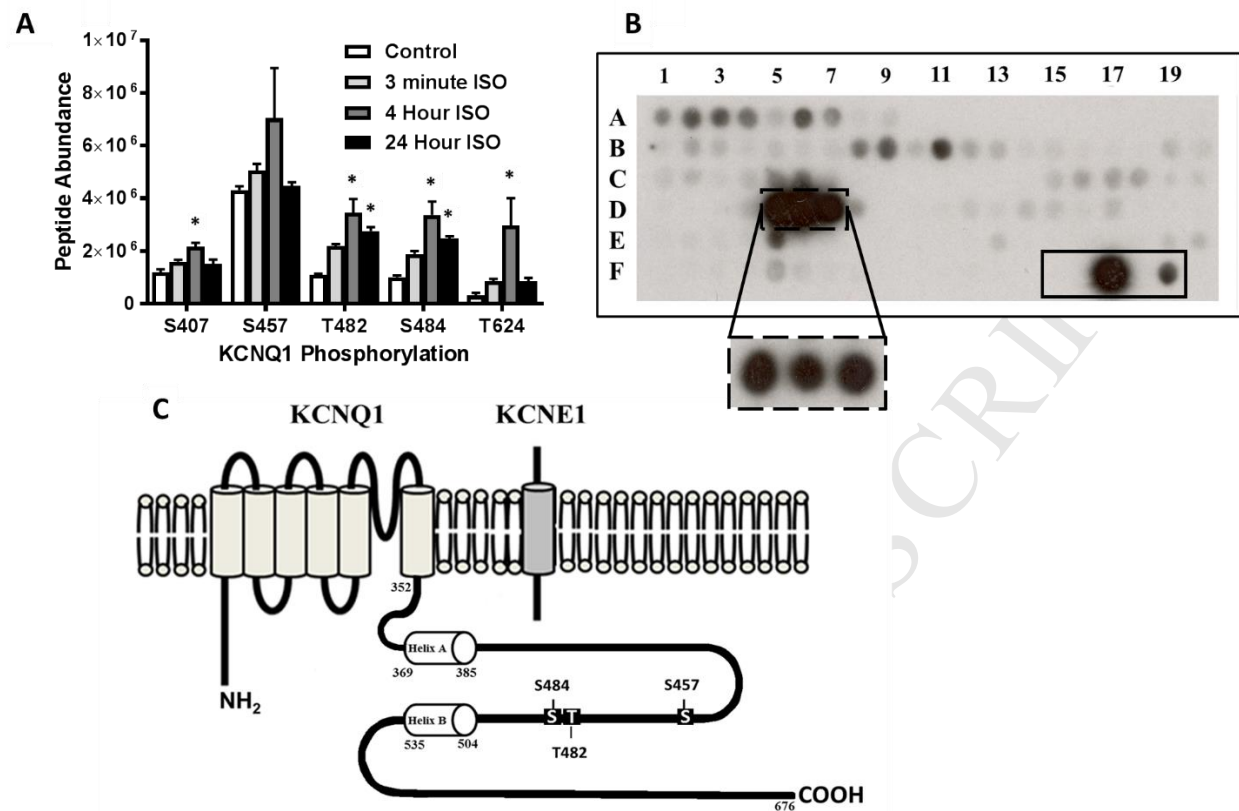 A
1×10⁷
8×10⁶
6×10⁶
4×10⁶
2×10⁶
0
Peptide Abundance
Control
3 minute ISO
4 Hour ISO
24 Hour ISO
*
* *
* *
*
S407 S457 T482 S484 T624
KCNQ1 Phosphorylation
B
1 3 5 7 9 11 13 15 17 19
A
B
C
D
E
F
C
KCNQ1 KCNE1
352
Helix A
369 385
S484 S457
S T S
T482
Helix B
535 504
NH₂
COOH
676
SCRI